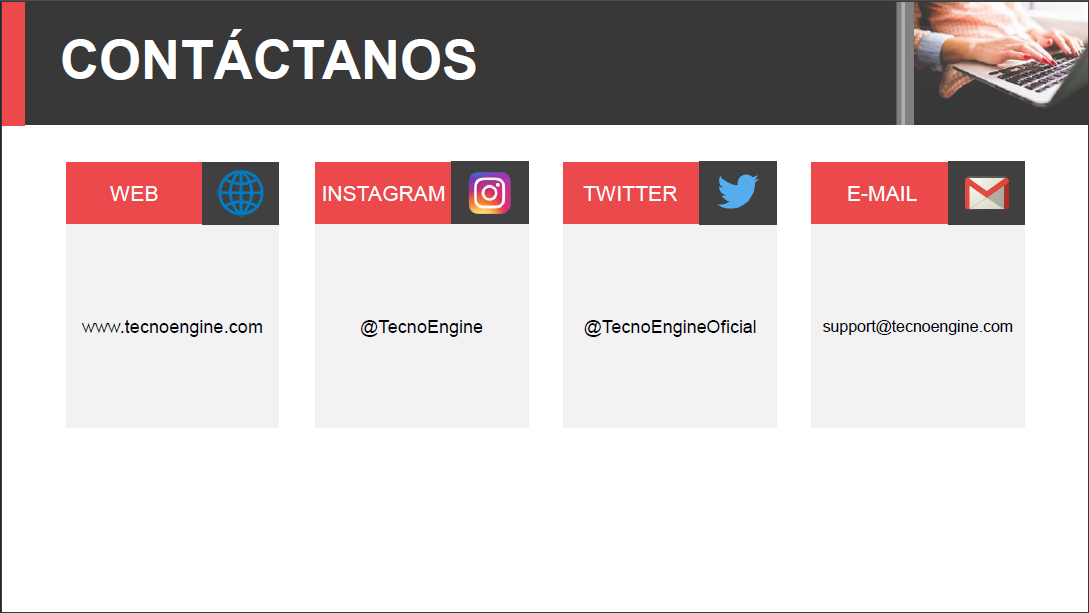 CONTÁCTANOS
WEB
www.tecnoengine.com
INSTAGRAM
@TecnoEngine
TWITTER
@TecnoEngineOficial
E-MAIL
support@tecnoengine.com